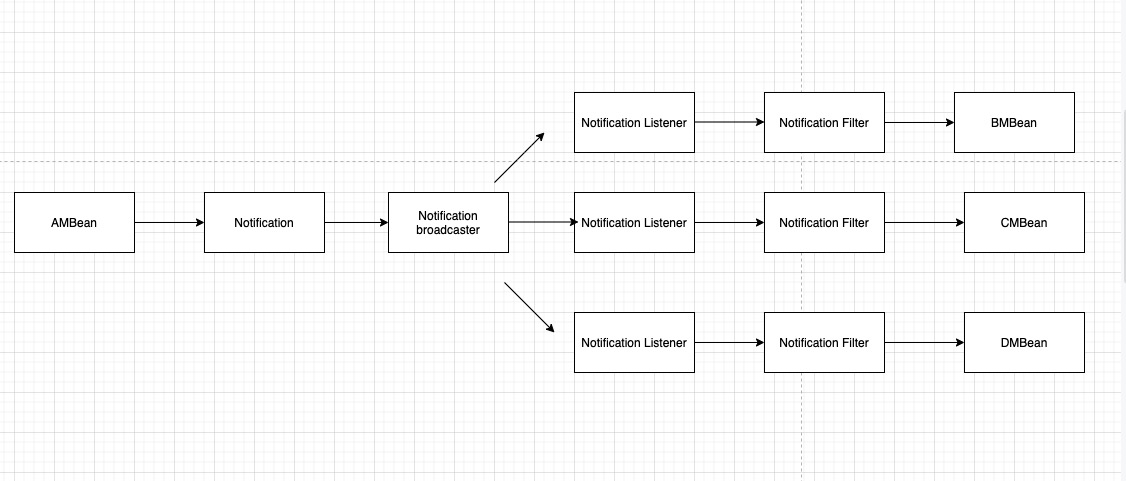 Notification Listener
Notification Filter
BMBean
AMBean
Notification
Notification
broadcaster
Notification Listener
Notification Filter
CMBean
Notification Listener
Notification Filter
DMBean